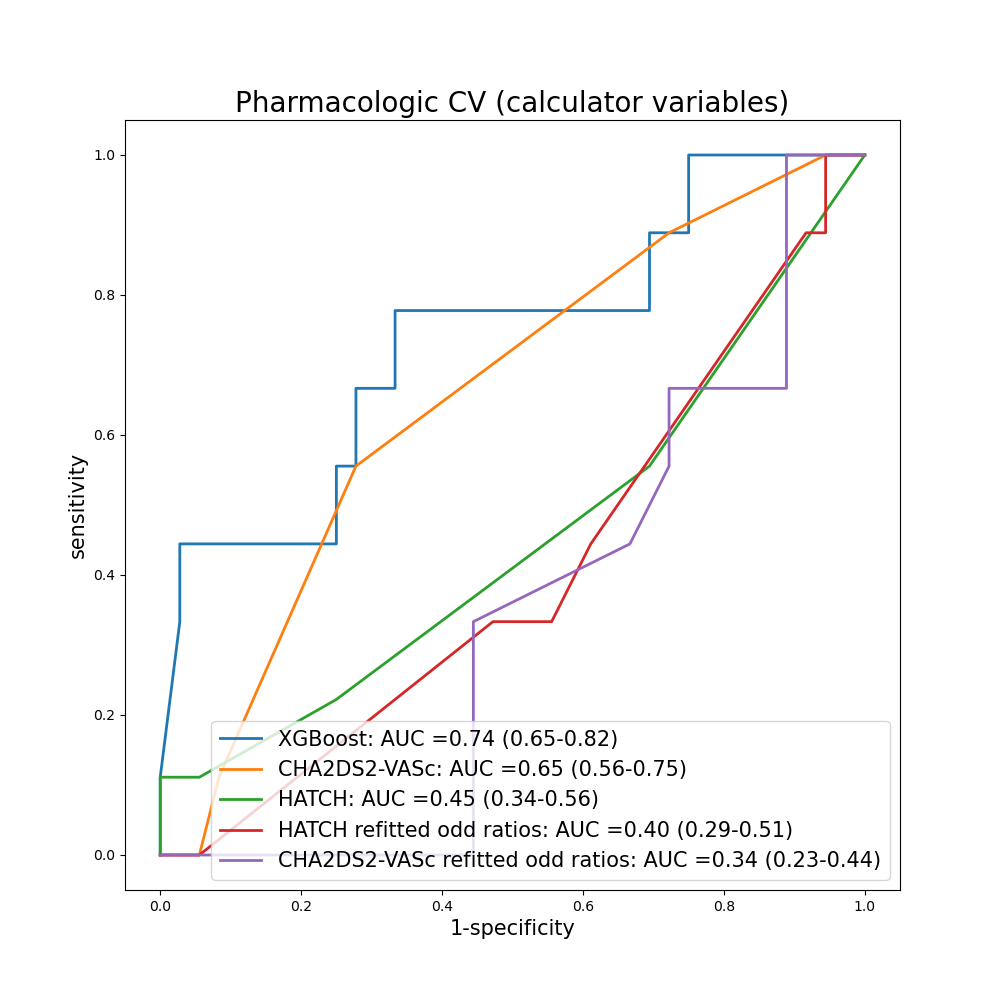 Pharmacologic CV (calculator variables)
1.0
0.8
0.6
0.4
0.2
0.0
sensitivity
XGBoost: AUC =0.74 (0.65-0.82)
CHA2DS2-VASc: AUC =0.65 (0.56-0.75)
HATCH: AUC =0.45 (0.34-0.56)
HATCH refitted odd ratios: AUC =0.40 (0.29-0.51)
CHA2DS2-VASc refitted odd ratios: AUC =0.34 (0.23-0.44)
0.0 0.2 0.4 0.6 0.8 1.0
1-specificity